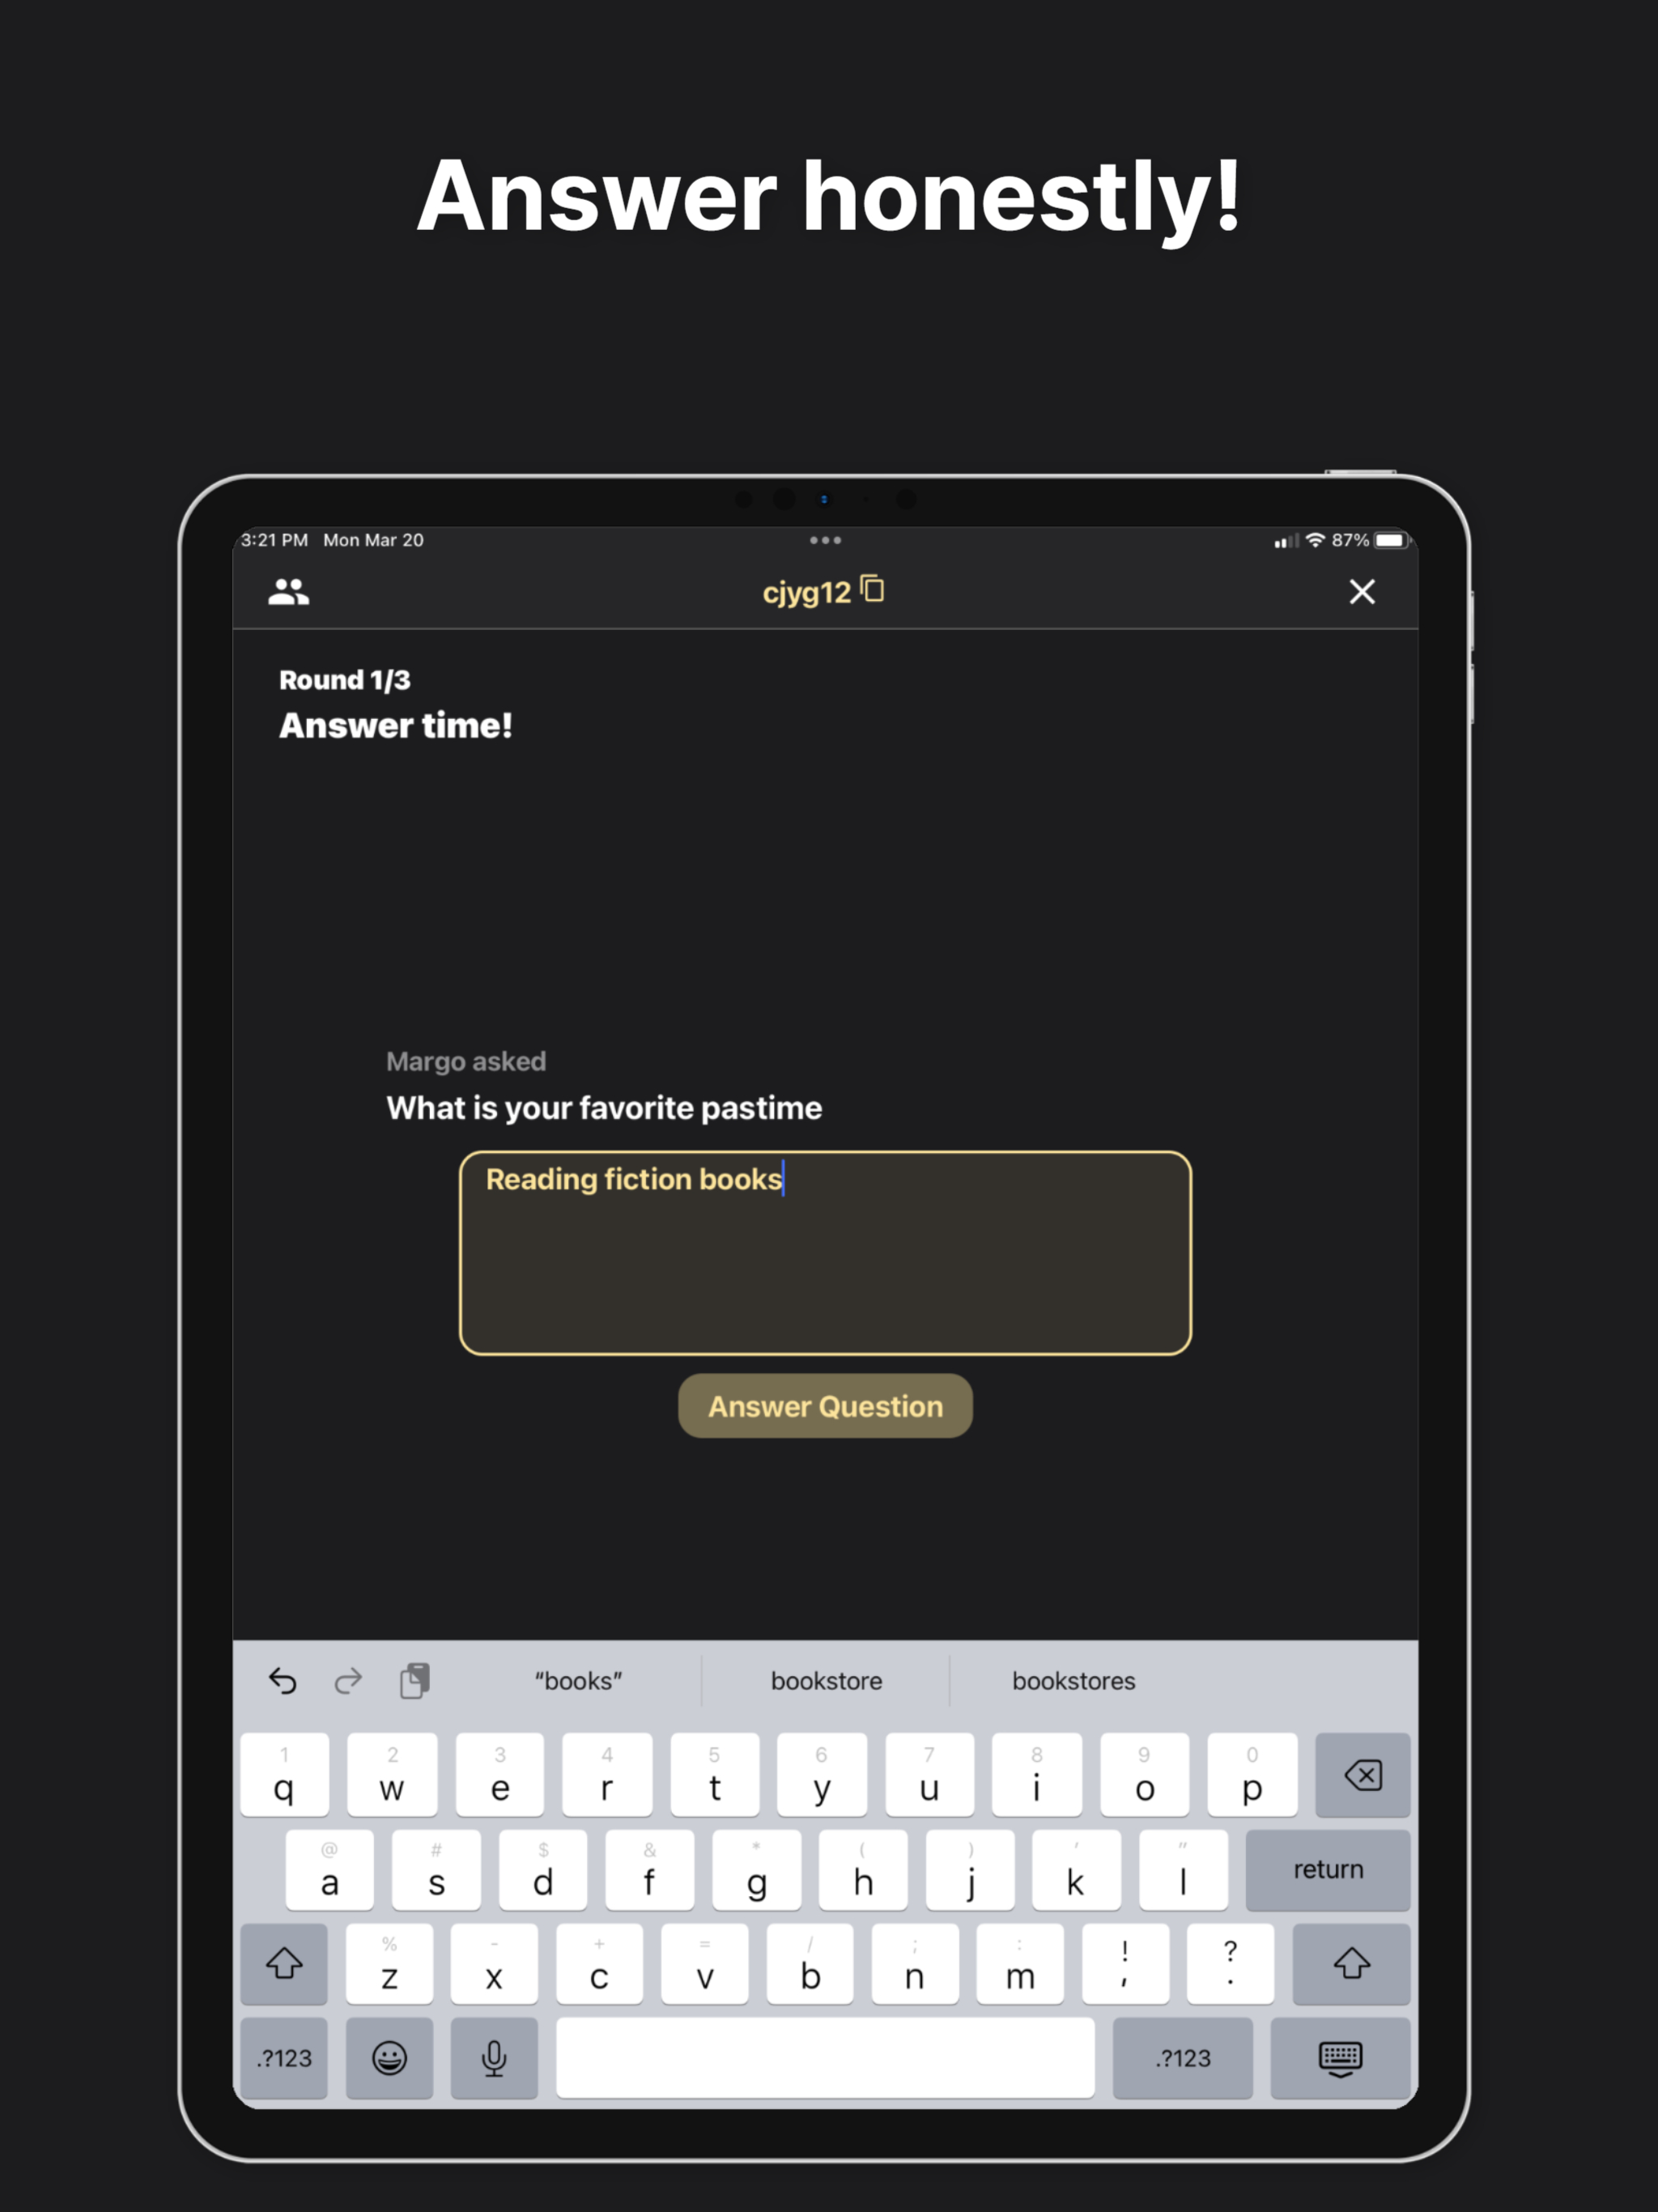 Answer honestly!
3:21 PM Mon Mar 20
87%
cjyg12
Round 1/3
Answer time!
Margo asked
What is your favorite pastime
Reading fiction books
Answer Question
“books” bookstore bookstores
1 2 3 4 5 6 7 8 9 0
q w e r t y u i o p
@ # $ & * ( ) ' "
a s d f g h j k l return
% - + = / ; : ! ?
z x c v b n m , .
.?123 .?123